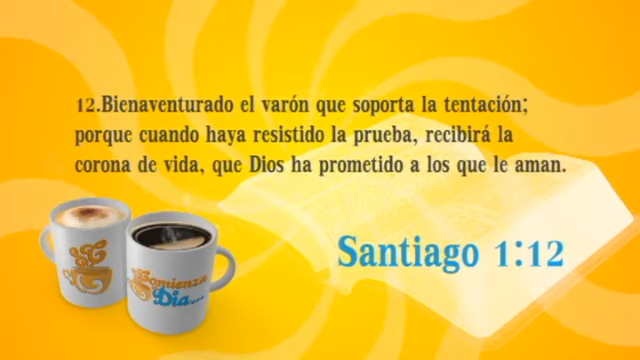 12.Bienaventurado el varón que soporta la tentación;
porque cuando haya resistido la prueba, recibirá la
corona de vida, que Dios ha prometido a los que le aman.
Santiago 1:12
Comienza
Dia...